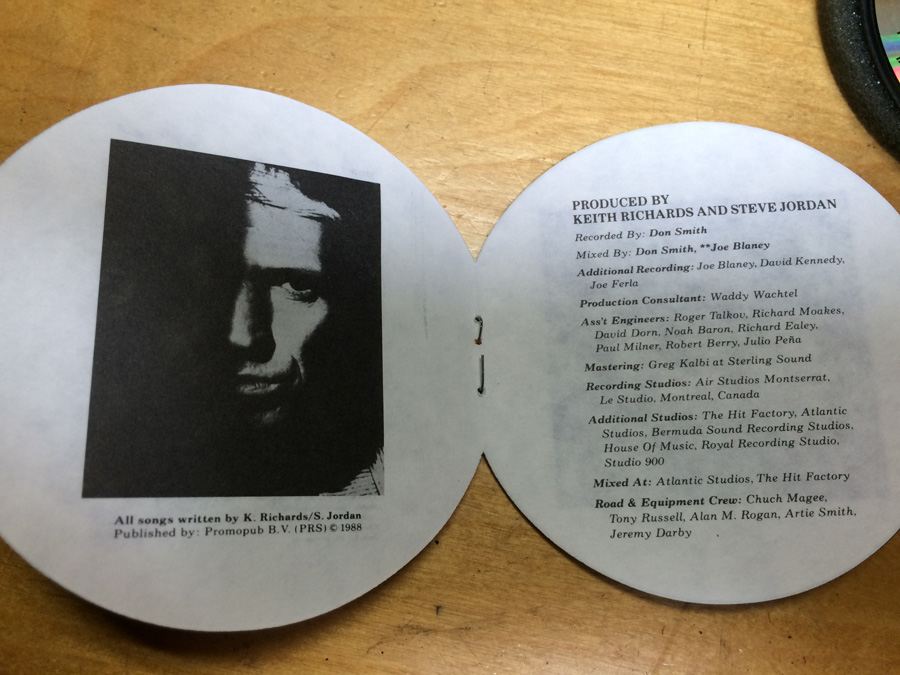 All songs written by K. Richards/S. Jordan
Published by: Promopub B.V. (PRS) © 1988
PRODUCED BY
KEITH RICHARDS AND STEVE JORDAN
Recorded By: Don Smith
Mixed By: Don Smith, **Joe Blaney
Additional Recording: Joe Blaney, David Kennedy,
Joe Ferla
Production Consultant: Waddy Wachtel
Ass't Engineers: Roger Talkov, Richard Moakes,
David Dorn, Noah Baron, Richard Ealey,
Paul Milner, Robert Berry, Julio Peña
Mastering: Greg Kalbi at Sterling Sound
Recording Studios: Air Studios Montserrat,
Le Studio, Montreal, Canada
Additional Studios: The Hit Factory, Atlantic
Studios, Bermuda Sound Recording Studios,
House Of Music, Royal Recording Studio,
Studio 900
Mixed At: Atlantic Studios, The Hit Factory
Road & Equipment Crew: Chuch Magee,
Tony Russell, Alan M. Rogan, Artie Smith,
Jeremy Darby